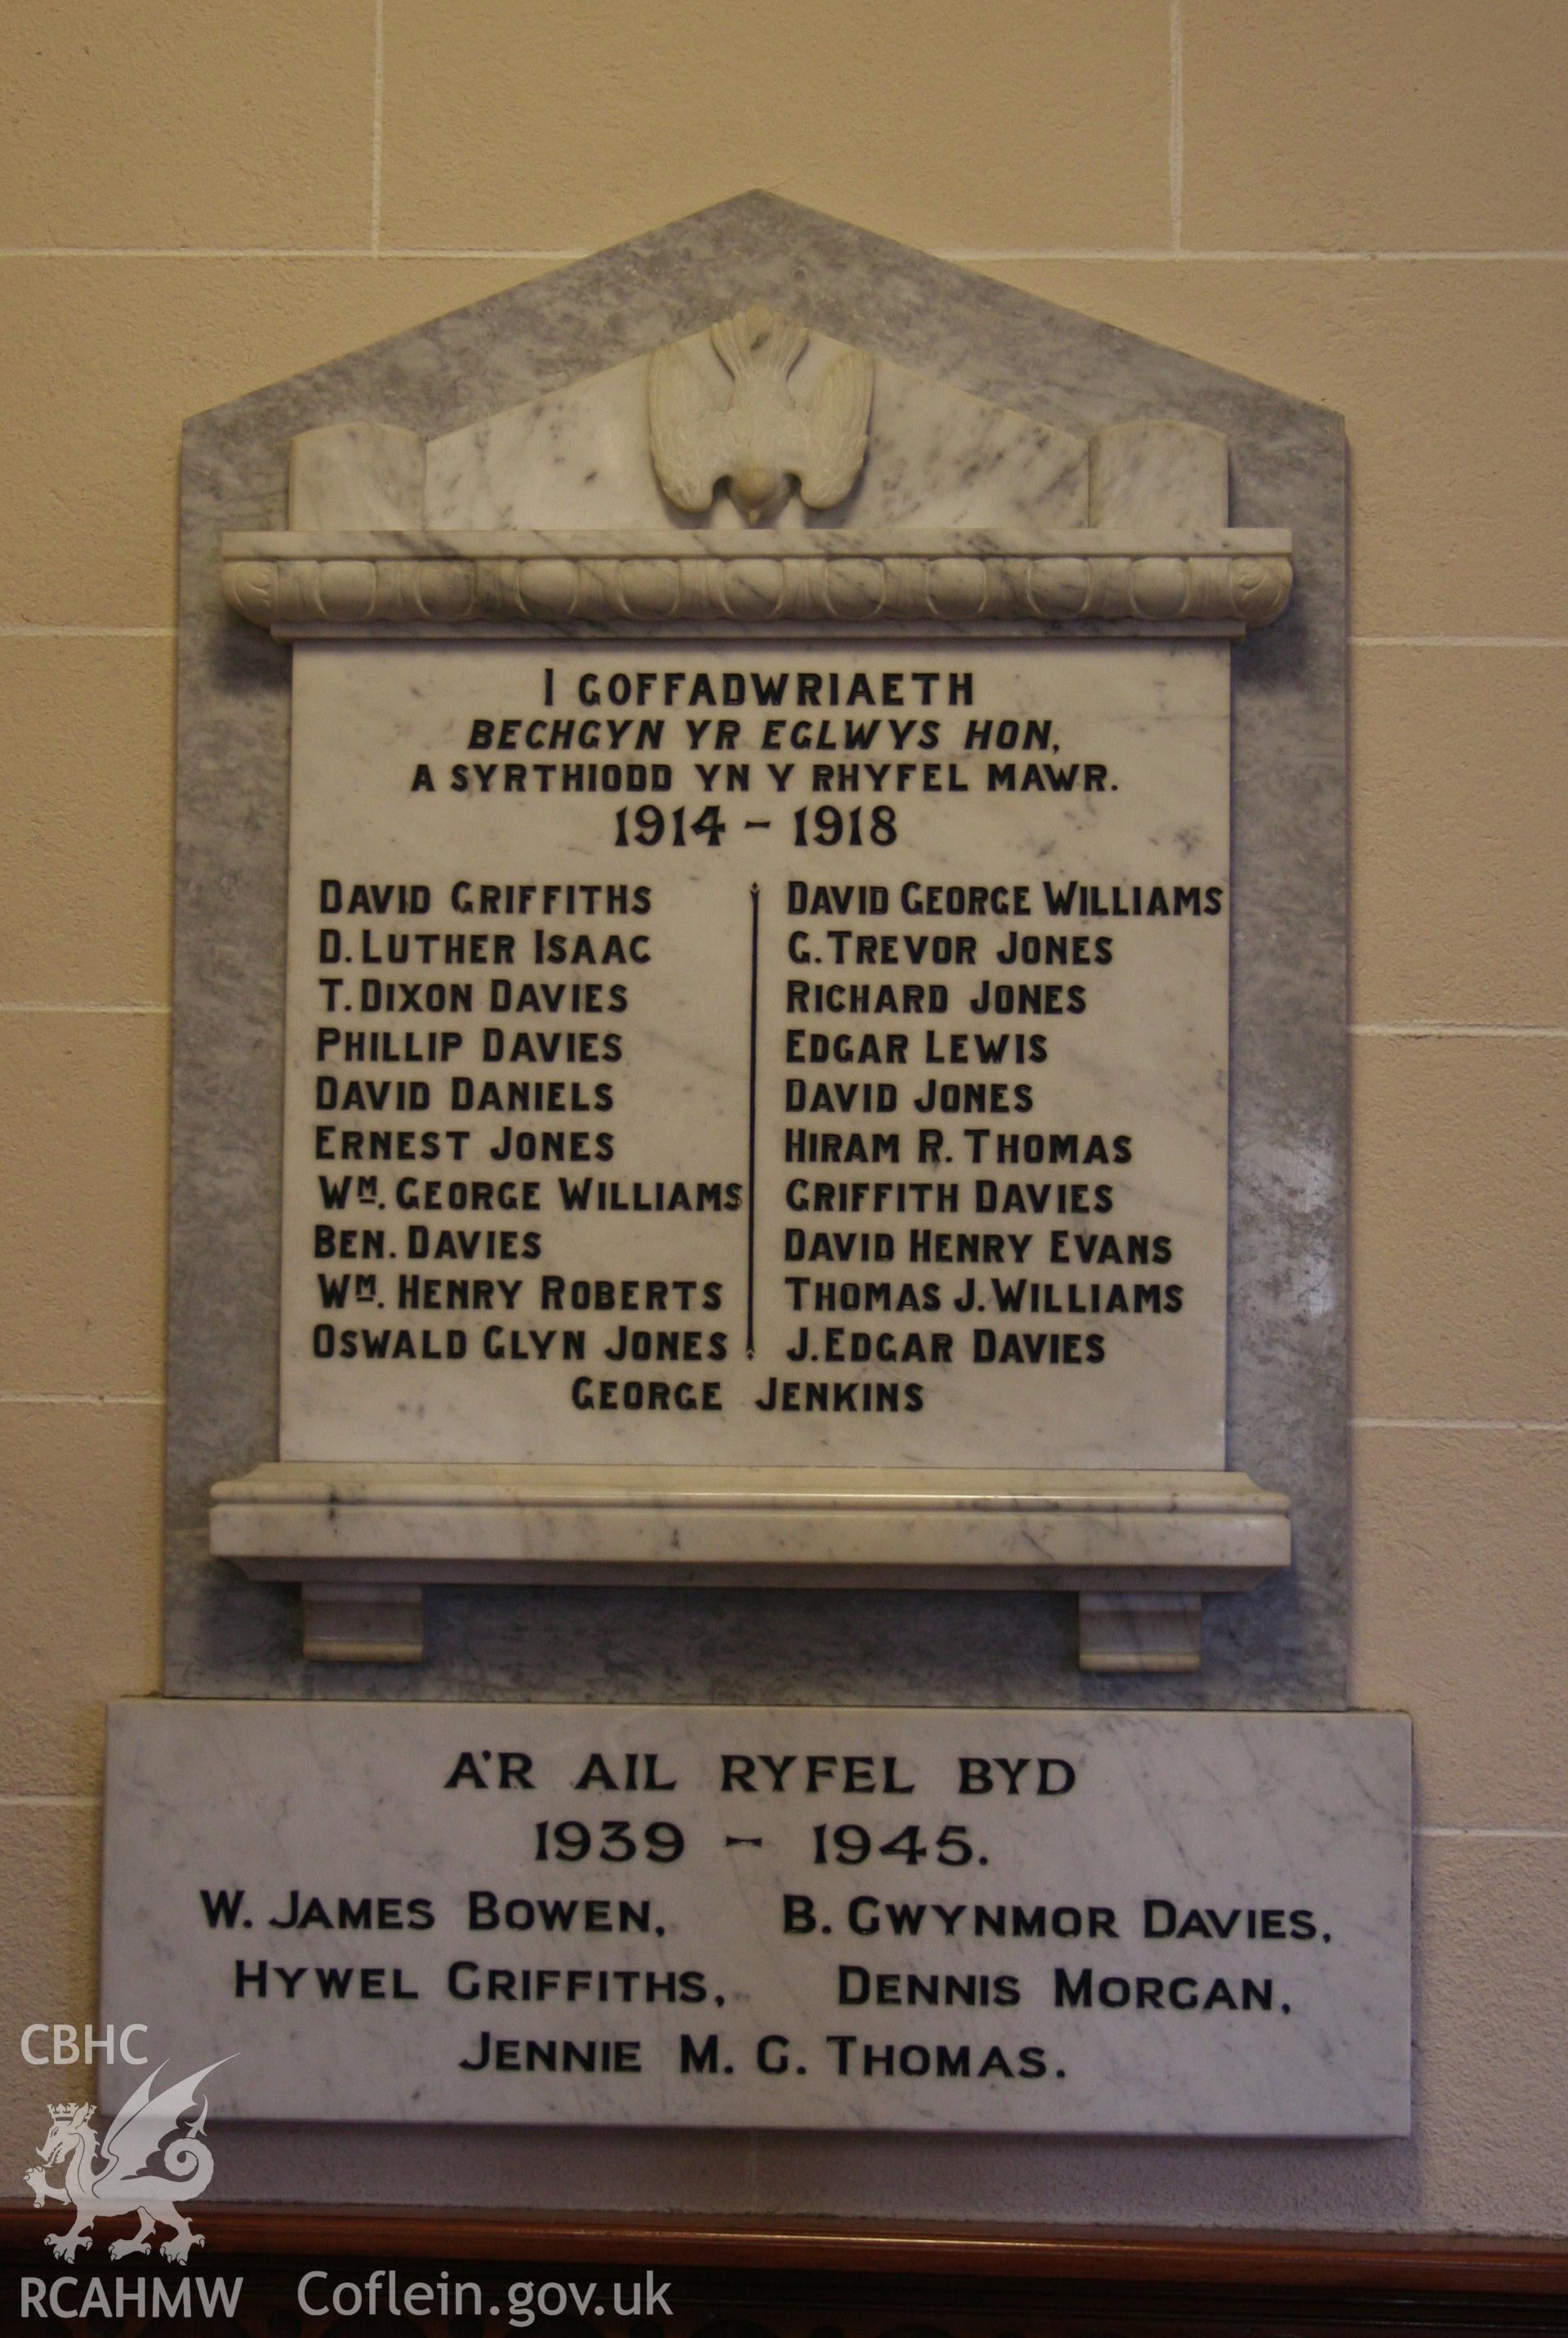 I GOFFADWRIAETH
BECHGYN YR EGLWYS HON,
A SYRTHIODD YN Y RHYFEL MAWR.
1914 - 1918
DAVID GRIFFITHS
D. LUTHER ISAAC
T. DIXON DAVIES
PHILLIP DAVIES
DAVID DANIELS
ERNEST JONES
WM. GEORGE WILLIAMS
BEN. DAVIES
WM. HENRY ROBERTS
OSWALD GLYN JONES
DAVID GEORGE WILLIAMS
G. TREVOR JONES
RICHARD JONES
EDGAR LEWIS
DAVID JONES
HIRAM R. THOMAS
GRIFFITH DAVIES
DAVID HENRY EVANS
THOMAS J. WILLIAMS
J. EDGAR DAVIES
GEORGE JENKINS
A'R AIL RYFEL BYD
1939 - 1945.
W. JAMES BOWEN, B. GWYNMOR DAVIES,
HYWEL GRIFFITHS, DENNIS MORGAN,
JENNIE M. G. THOMAS.
CBHC
RCAHMW Coflein.gov.uk